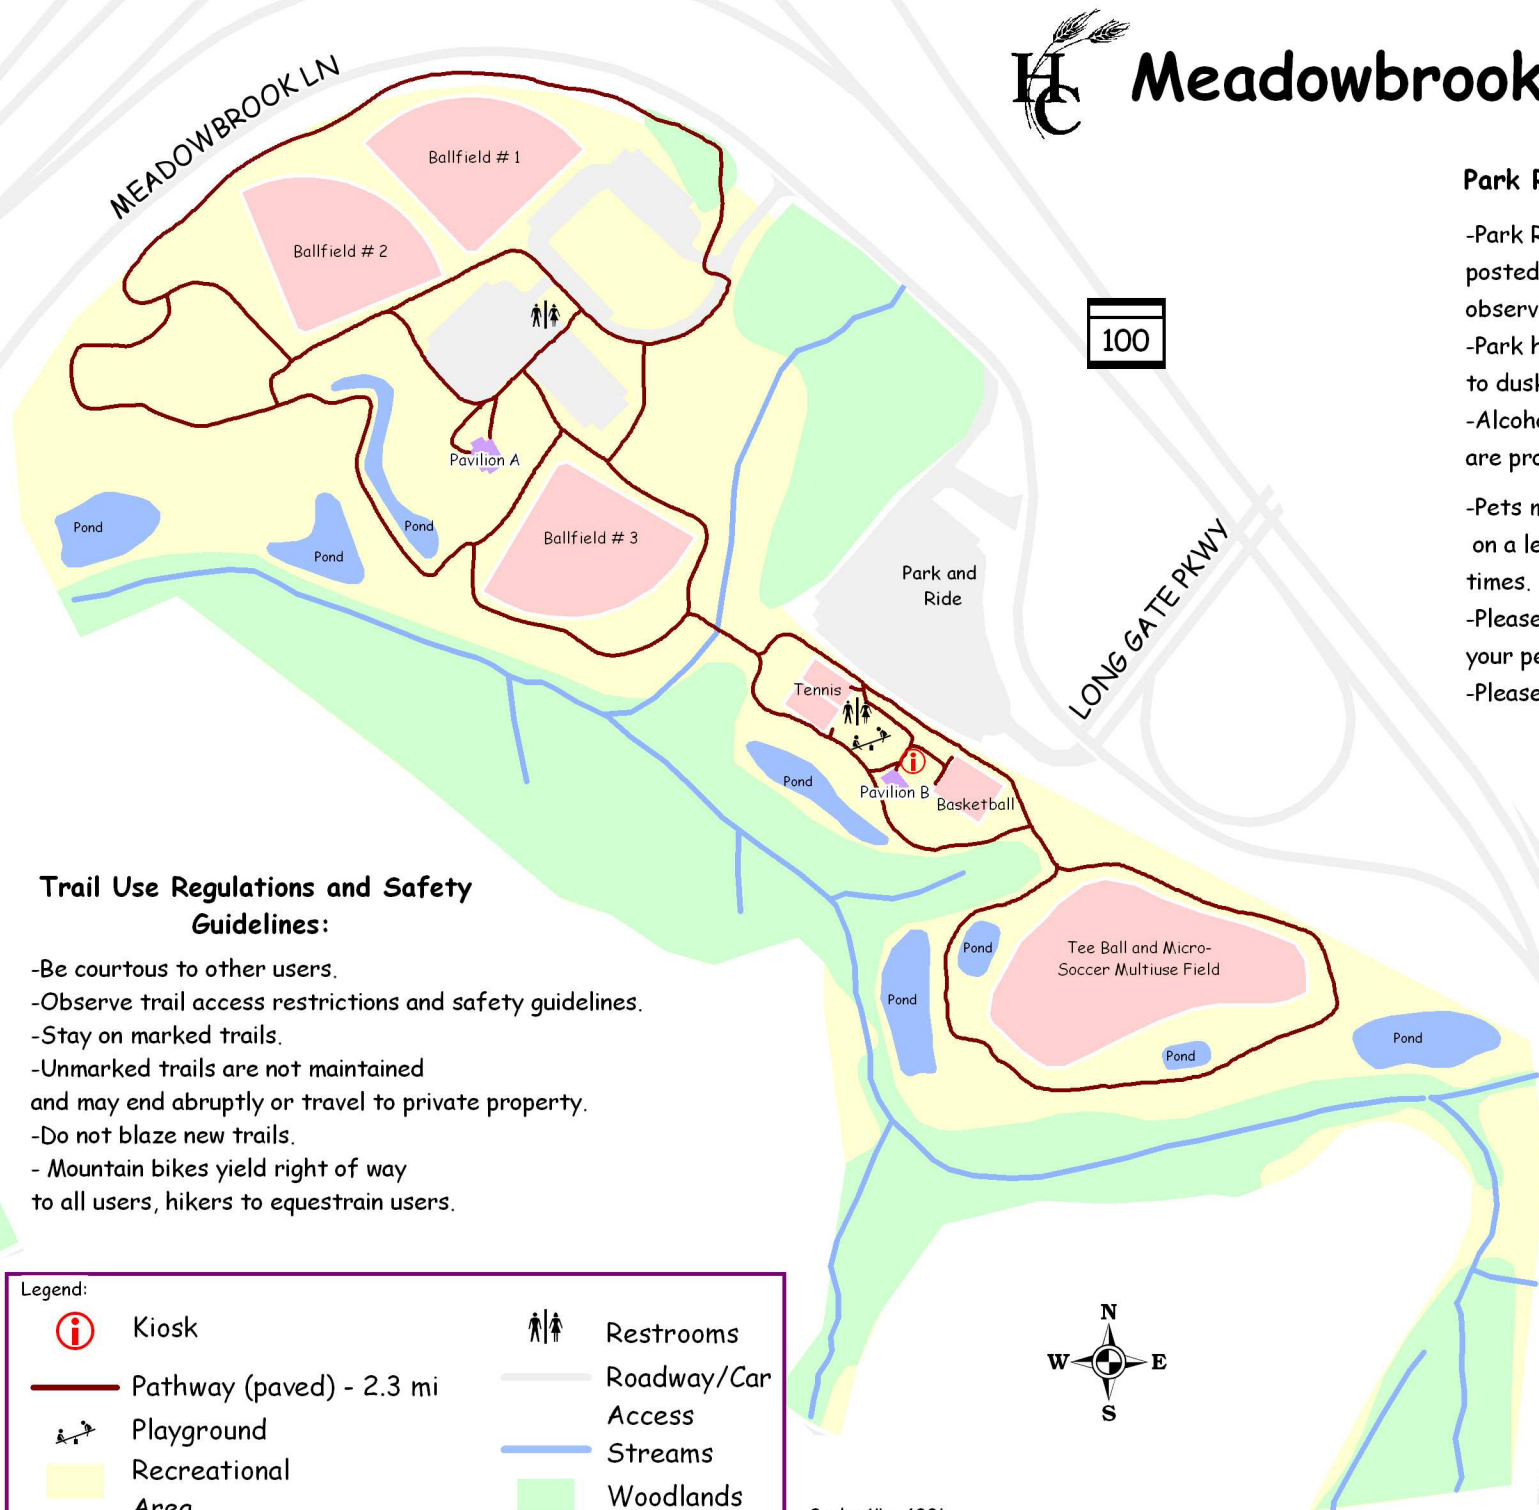 HC Meadowbrook
MEADOWBROOK LN
Ballfield # 1
Ballfield # 2
Pavilion A
Pond
Pond
Pond
Ballfield # 3
100
Park and
Ride
LONG GATE PKWY
Tennis
Pond
Pavilion B
Basketball
Tee Ball and Micro-
Soccer Multiuse Field
Pond
Pond
Pond
Pond
Park R
-Park R
posted
observ
-Park h
to dusk
-Alcoho
are pro
-Pets m
on a le
times.
-Please
your pe
-Please
Trail Use Regulations and Safety
Guidelines:
-Be courtous to other users.
-Observe trail access restrictions and safety guidelines.
-Stay on marked trails.
-Unmarked trails are not maintained
and may end abruptly or travel to private property.
-Do not blaze new trails.
- Mountain bikes yield right of way
to all users, hikers to equestrain users.
Legend:
Kiosk
Pathway (paved) - 2.3 mi
Playground
Recreational
Area
Restrooms
Roadway/Car
Access
Streams
Woodlands
N
W E
S